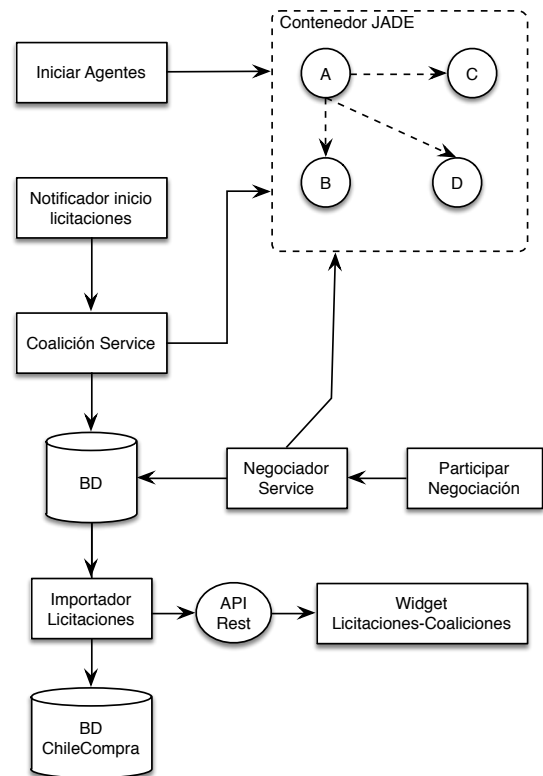 Contenedor JADE
Iniciar Agentes
A
C
B
D
Notificador inicio
licitaciones
Coalición Service
BD
Negociador
Service
Participar
Negociación
Importador
Licitaciones
API
Rest
Widget
Licitaciones-Coaliciones
BD
ChileCompra